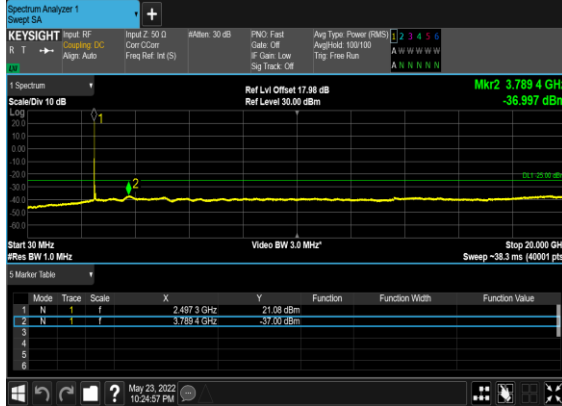 Spectrum Analyzer 1
Swept SA
+
KEYSIGHT Input: RF Input Z: 50 Ω #Atten: 30 dB PNO: Fast Avg Type: Power (RMS) 1 2 3 4 5 6
R T Coupling: DC Corr CCorr Gate: Off Avg|Hold: 100/100 A W W W W W
Align: Auto Freq Ref: Int (S) IF Gain: Low Trig: Free Run
LXI Sig Track: Off A N N N N N
1 Spectrum Ref Lvl Offset 17.98 dB Mkr2 3.789 4 GHz
Scale/Div 10 dB Ref Level 30.00 dBm -36.997 dBm
Log
20.0
10.0
0.00
-10.0
-20.0
-30.0
-40.0
-50.0
-60.0
1
2
DL1 -25.00 dBm
Start 30 MHz Video BW 3.0 MHz* Stop 20.000 GHz
#Res BW 1.0 MHz Sweep ~38.3 ms (40001 pts)
5 Marker Table
Mode Trace Scale X Y Function Function Width Function Value
1 N 1 f 2.497 3 GHz 21.08 dBm
2 N 1 f 3.789 4 GHz -37.00 dBm
3
4
5
6
? May 23, 2022
10:24:57 PM